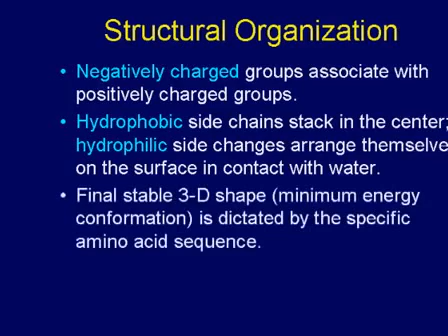 Structural Organization
• Negatively charged groups associate with
positively charged groups.
• Hydrophobic side chains stack in the center;
hydrophilic side changes arrange themselve
on the surface in contact with water.
• Final stable 3-D shape (minimum energy
conformation) is dictated by the specific
amino acid sequence.